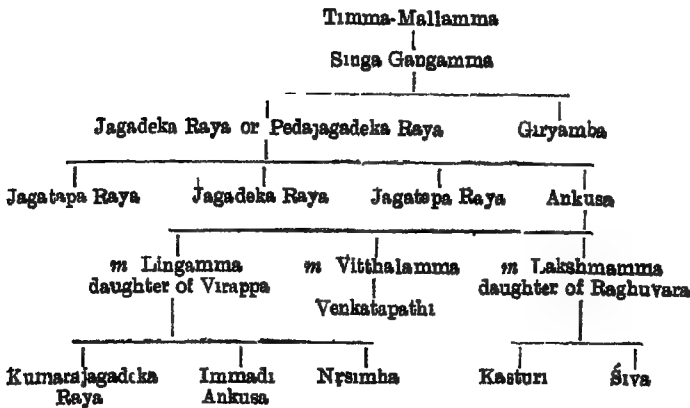 Timma-Mallamma
Singa Gangamma
Jagadeka Raya or Pedajagadeka Raya Giryamba
Jagatapa Raya Jagadeka Raya Jagatapa Raya Ankusa
m Lingamma m Vitthalamma m Lakshmamma
daughter of Virappa daughter of Raghuvara
Venkatapathi
Kumarajagadeka Immadi Nṛsimha Kasturi Śiva
Raya Ankusa